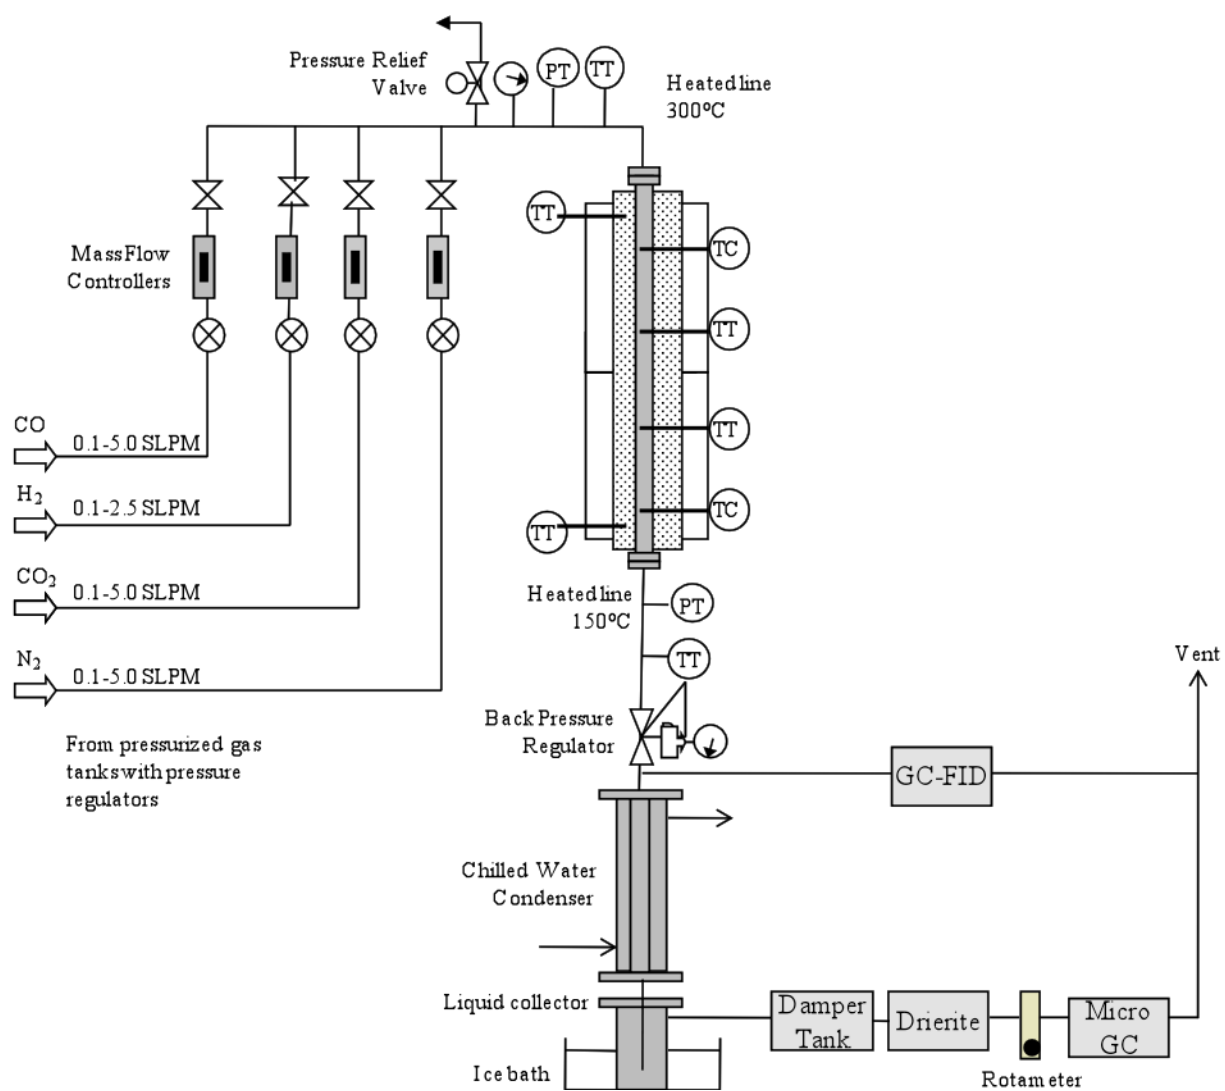 Pressure Relief
Valve
PT
TT
Heated line
300°C
TT
TC
Mass Flow
Controllers
TT
TT
TC
TT
CO
0.1-5.0 SLPM
H2
0.1-2.5 SLPM
CO2
0.1-5.0 SLPM
N2
0.1-5.0 SLPM
From pressurized gas
tanks with pressure
regulators
Heated line
150°C
PT
TT
Back Pressure
Regulator
Vent
GC-FID
Chilled Water
Condenser
Liquid collector
Ice bath
Damper
Tank
Drierite
Rotameter
Micro
GC